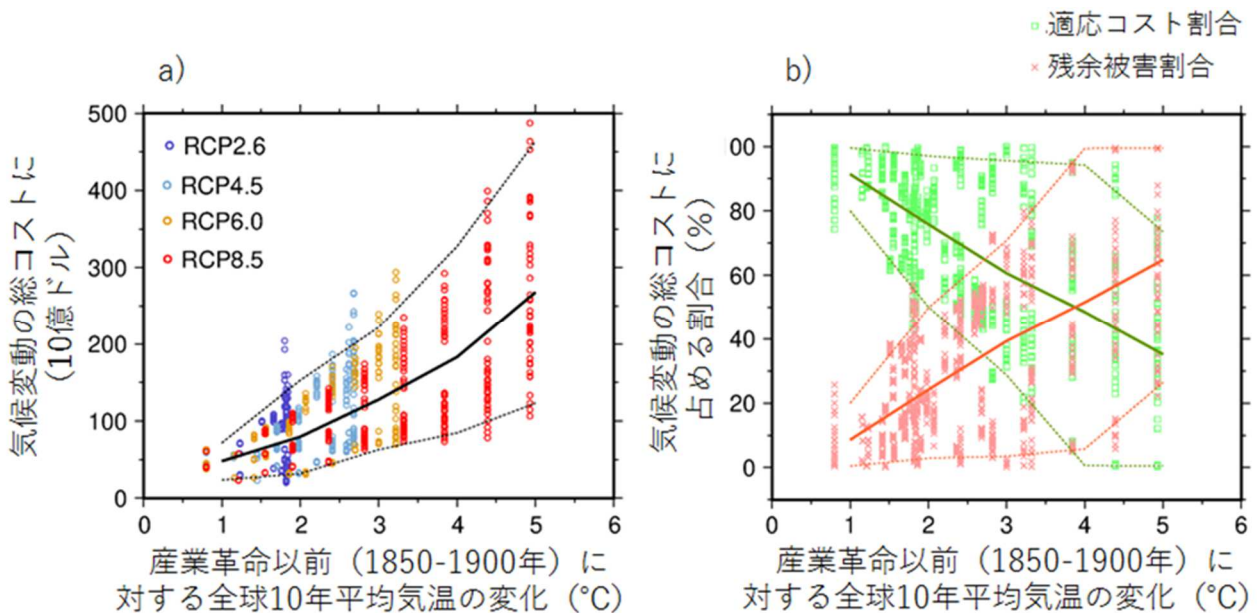 a)
500
400
300
200
100
0
RCP2.6
RCP4.5
RCP6.0
RCP8.5
0 1 2 3 4 5 6
気候変動の総コストに
(10億ドル)
産業革命以前（1850-1900年）に
対する全球10年平均気温の変化（°C）
適応コスト割合
残余被害割合
b)
00
80
60
40
20
00
0 1 2 3 4 5 6
気候変動の総コストに
占める割合（%）
産業革命以前（1850-1900年）に
対する全球10年平均気温の変化（°C）